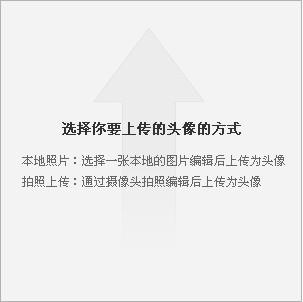 选择你要上传的头像的方式
本地照片：选择一张本地的图片编辑后上传为头像
拍照上传：通过摄像头拍照编辑后上传为头像